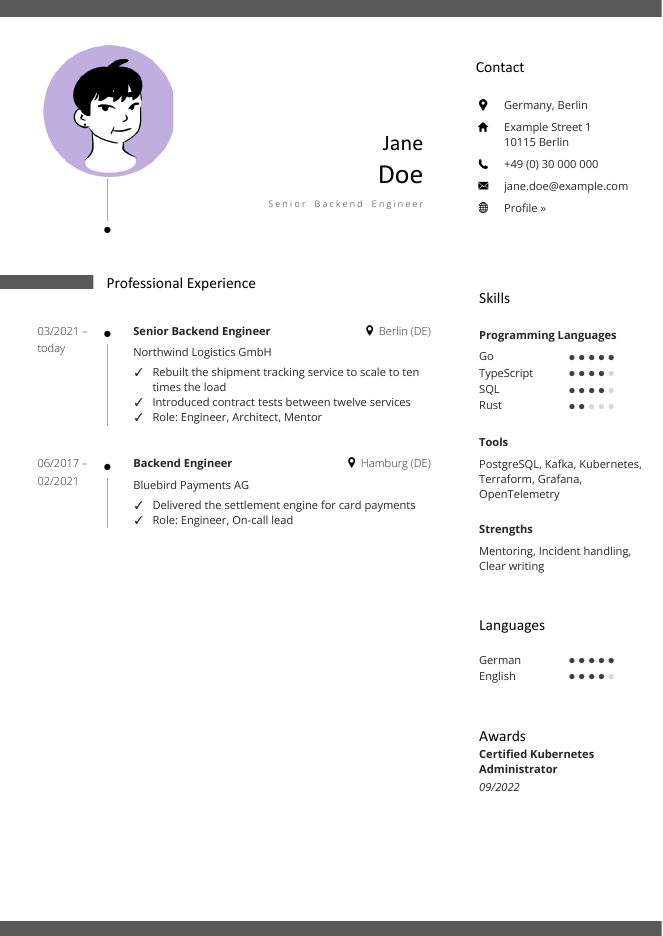 Jane
Doe
Senior Backend Engineer
Contact
Germany, Berlin
Example Street 1
10115 Berlin
+49 (0) 30 000 000
jane.doe@example.com
Profile »
Professional Experience
03/2021 –
today
Senior Backend Engineer
Berlin (DE)
Northwind Logistics GmbH
✓ Rebuilt the shipment tracking service to scale to ten
times the load
✓ Introduced contract tests between twelve services
✓ Role: Engineer, Architect, Mentor
06/2017 –
02/2021
Backend Engineer
Hamburg (DE)
Bluebird Payments AG
✓ Delivered the settlement engine for card payments
✓ Role: Engineer, On-call lead
Skills
Programming Languages
Go
TypeScript
SQL
Rust
Tools
PostgreSQL, Kafka, Kubernetes,
Terraform, Grafana,
OpenTelemetry
Strengths
Mentoring, Incident handling,
Clear writing
Languages
German
English
Awards
Certified Kubernetes
Administrator
09/2022